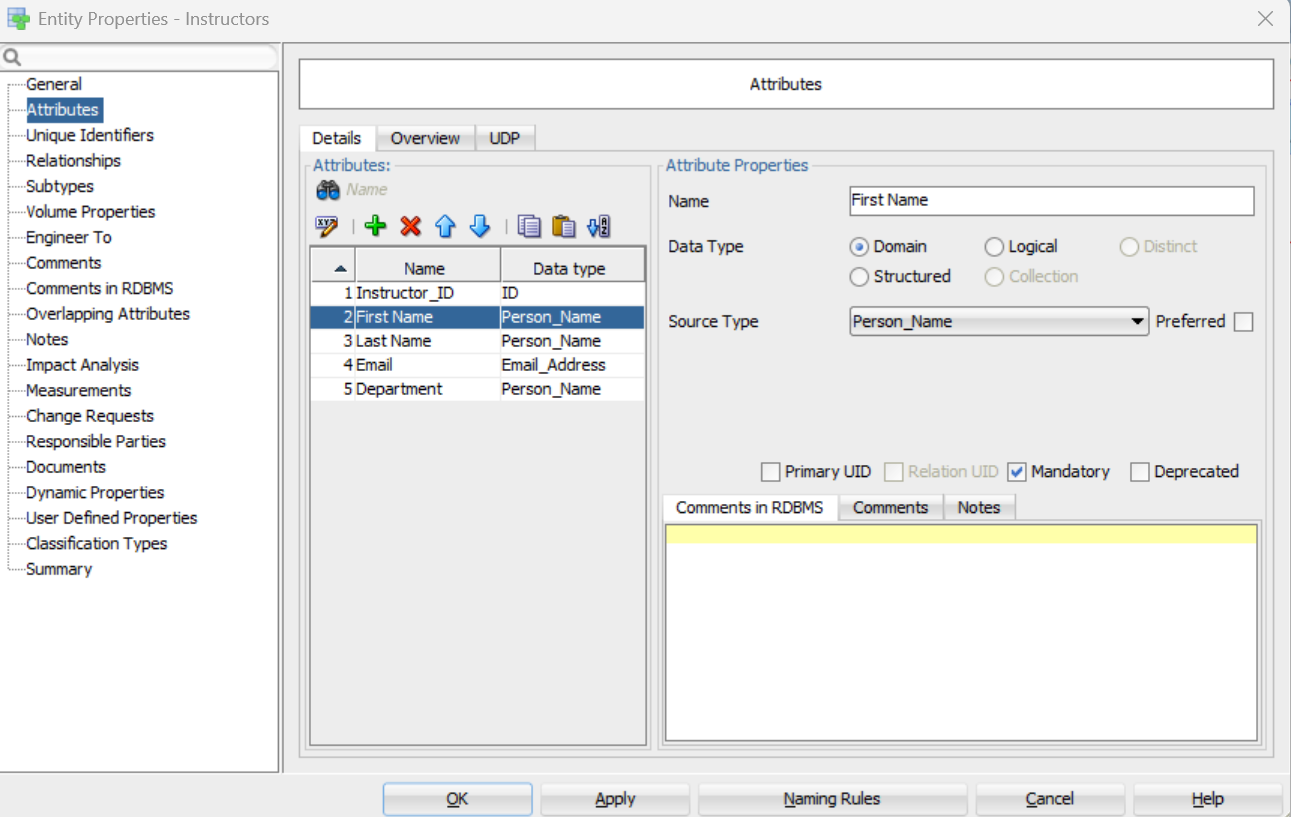 Entity Properties - Instructors
General
Attributes
Unique Identifiers
Relationships
Subtypes
Volume Properties
Engineer To
Comments
Comments in RDBMS
Overlapping Attributes
Notes
Impact Analysis
Measurements
Change Requests
Responsible Parties
Documents
Dynamic Properties
User Defined Properties
Classification Types
Summary
Attributes
Details Overview UDP
Attributes:
Name
Name Data type
1 Instructor_ID ID
2 First Name Person_Name
3 Last Name Person_Name
4 Email Email_Address
5 Department Person_Name
Attribute Properties
Name First Name
Data Type Domain Logical Distinct
Structured Collection
Source Type Person_Name Preferred
Primary UID Relation UID Mandatory Deprecated
Comments in RDBMS Comments Notes
OK Apply Naming Rules Cancel Help